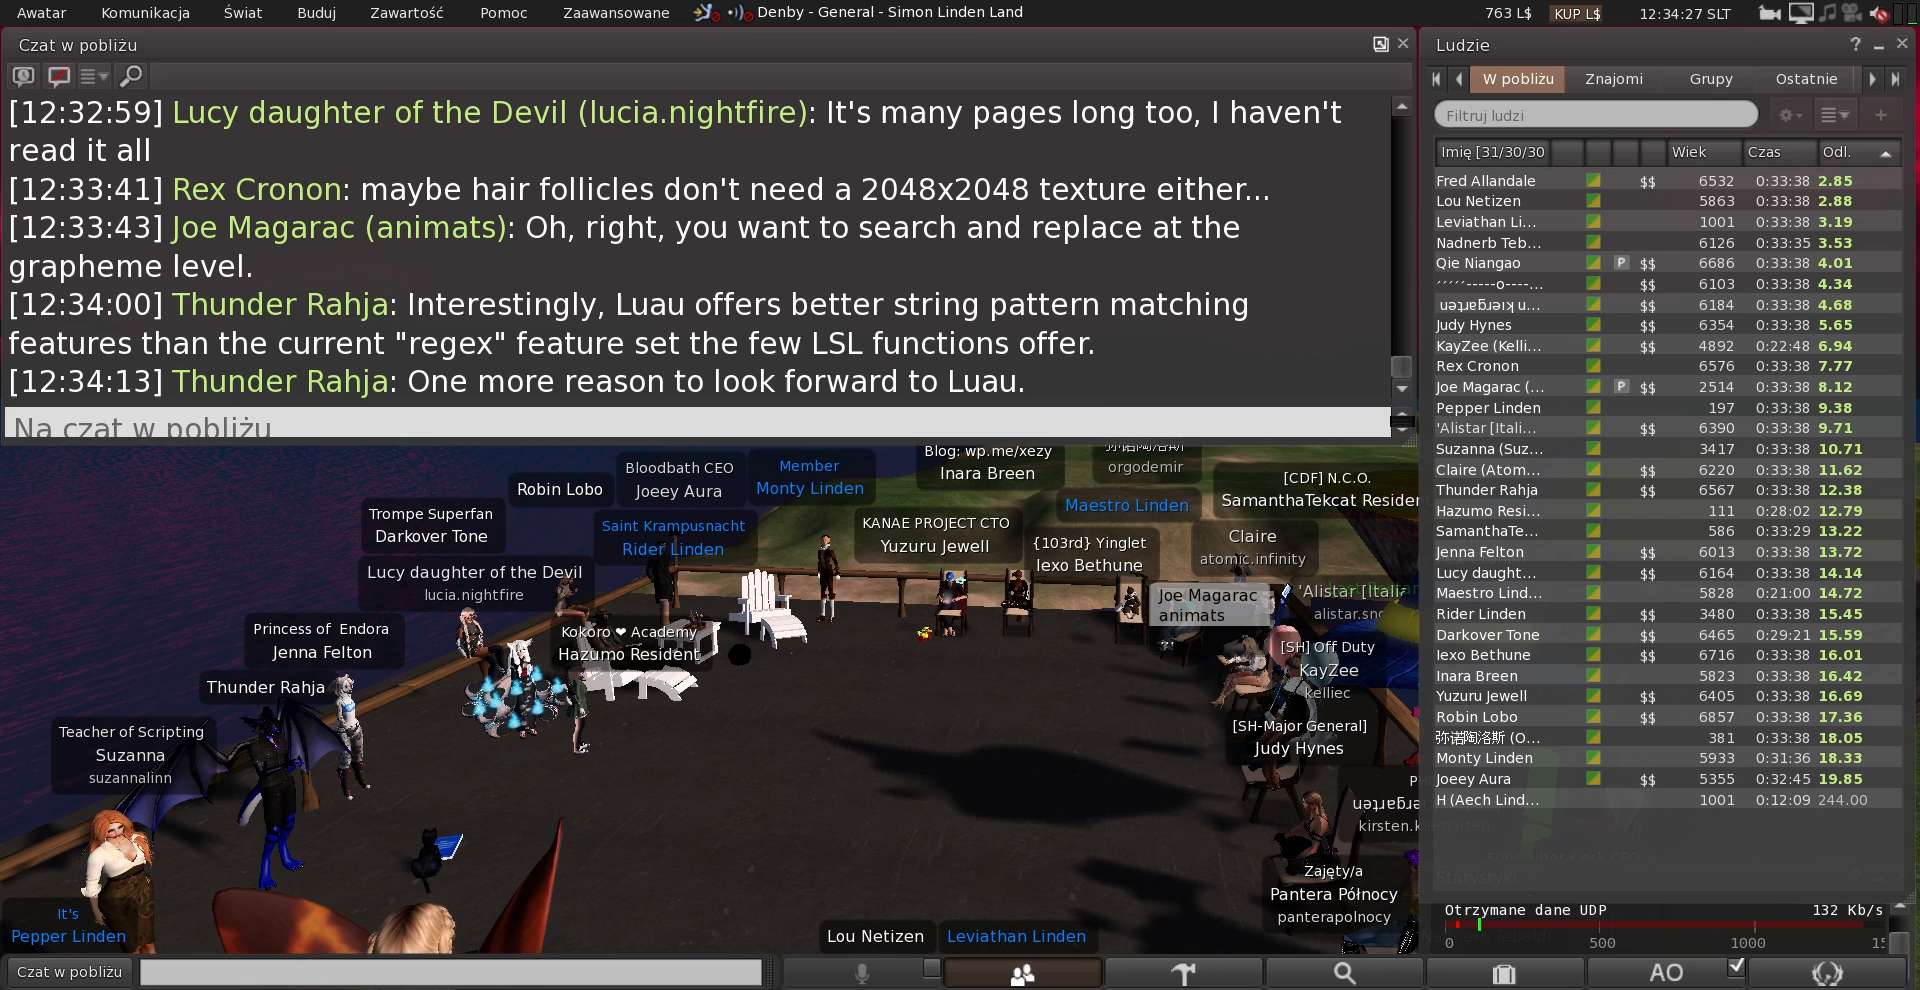 Awatar Komunikacja Świat Buduj Zawartość Pomoc Zaawansowane Denby - General - Simon Linden Land 763 L$ KUP L$ 12:34:27 SLT
Czat w pobliżu
[12:32:59] Lucy daughter of the Devil (lucia.nightfire): It's many pages long too, I haven't
read it all
[12:33:41] Rex Cronon: maybe hair follicles don't need a 2048x2048 texture either...
[12:33:43] Joe Magarac (animats): Oh, right, you want to search and replace at the
grapheme level.
[12:34:00] Thunder Rahja: Interestingly, Luau offers better string pattern matching
features than the current "regex" feature set the few LSL functions offer.
[12:34:13] Thunder Rahja: One more reason to look forward to Luau.
Na czat w pobliżu
Blog: wp.me/xezy
Inara Breen
orgodemir
Bloodbath CEO
Joeey Aura
Member
Monty Linden
Robin Lobo
[CDF] N.C.O.
SamanthaTekcat Resider
Maestro Linden
Trompe Superfan
Darkover Tone
Saint Krampusnacht
Rider Linden
KANAE PROJECT CTO
Yuzuru Jewell
{103rd} Yinglet
Iexo Bethune
Claire
atomic.infinity
Lucy daughter of the Devil
lucia.nightfire
Joe Magarac
animats
'Alistar [Italia
alistar.sno
Princess of Endora
Jenna Felton
Kokoro ❤ Academy
Hazumo Resident
[SH] Off Duty
KayZee
kelliec
Thunder Rahja
Teacher of Scripting
Suzanna
suzannalinn
[SH-Major General]
Judy Hynes
Zajęty/a
Pantera Północy
panterapolnocy
It's
Pepper Linden
Lou Netizen
Leviathan Linden
Czat w pobliżu
Ludzie
W pobliżu Znajomi Grupy Ostatnie
Filtruj ludzi
Imię [31/30/30 Wiek Czas Odl.
Fred Allandale $$ 6532 0:33:38 2.85
Lou Netizen 5863 0:33:38 2.88
Leviathan Li... 1001 0:33:38 3.19
Nadnerb Teb... 6126 0:33:35 3.53
Qie Niangao P $$ 6686 0:33:38 4.01
-----o----... $$ 6103 0:33:38 4.34
uǝʇɹɐƃɹǝıʞ u... $$ 6184 0:33:38 4.68
Judy Hynes $$ 6354 0:33:38 5.65
KayZee (Kelli... $$ 4892 0:22:48 6.94
Rex Cronon 6576 0:33:38 7.77
Joe Magarac (... P $$ 2514 0:33:38 8.12
Pepper Linden 197 0:33:38 9.38
'Alistar [Itali... $$ 6390 0:33:38 9.71
Suzanna (Suz... 3417 0:33:38 10.71
Claire (Atom... $$ 6220 0:33:38 11.62
Thunder Rahja $$ 6567 0:33:38 12.38
Hazumo Resi... 111 0:28:02 12.79
SamanthaTe... 586 0:33:29 13.22
Jenna Felton $$ 6013 0:33:38 13.72
Lucy daught... $$ 6164 0:33:38 14.14
Maestro Lind... 5828 0:21:00 14.72
Rider Linden $$ 3480 0:33:38 15.45
Darkover Tone $$ 6465 0:29:21 15.59
Iexo Bethune $$ 6716 0:33:38 16.01
Inara Breen 5823 0:33:38 16.42
Yuzuru Jewell $$ 6405 0:33:38 16.69
Robin Lobo $$ 6857 0:33:38 17.36
弥诺陶洛斯 (O... 381 0:33:38 18.05
Monty Linden 5933 0:31:36 18.33
Joeey Aura $$ 5355 0:32:45 19.85
H (Aech Lind... 1001 0:12:09 244.00
Statystyki
Otrzymane dane UDP 132 Kb/s
0 500 1000
AO